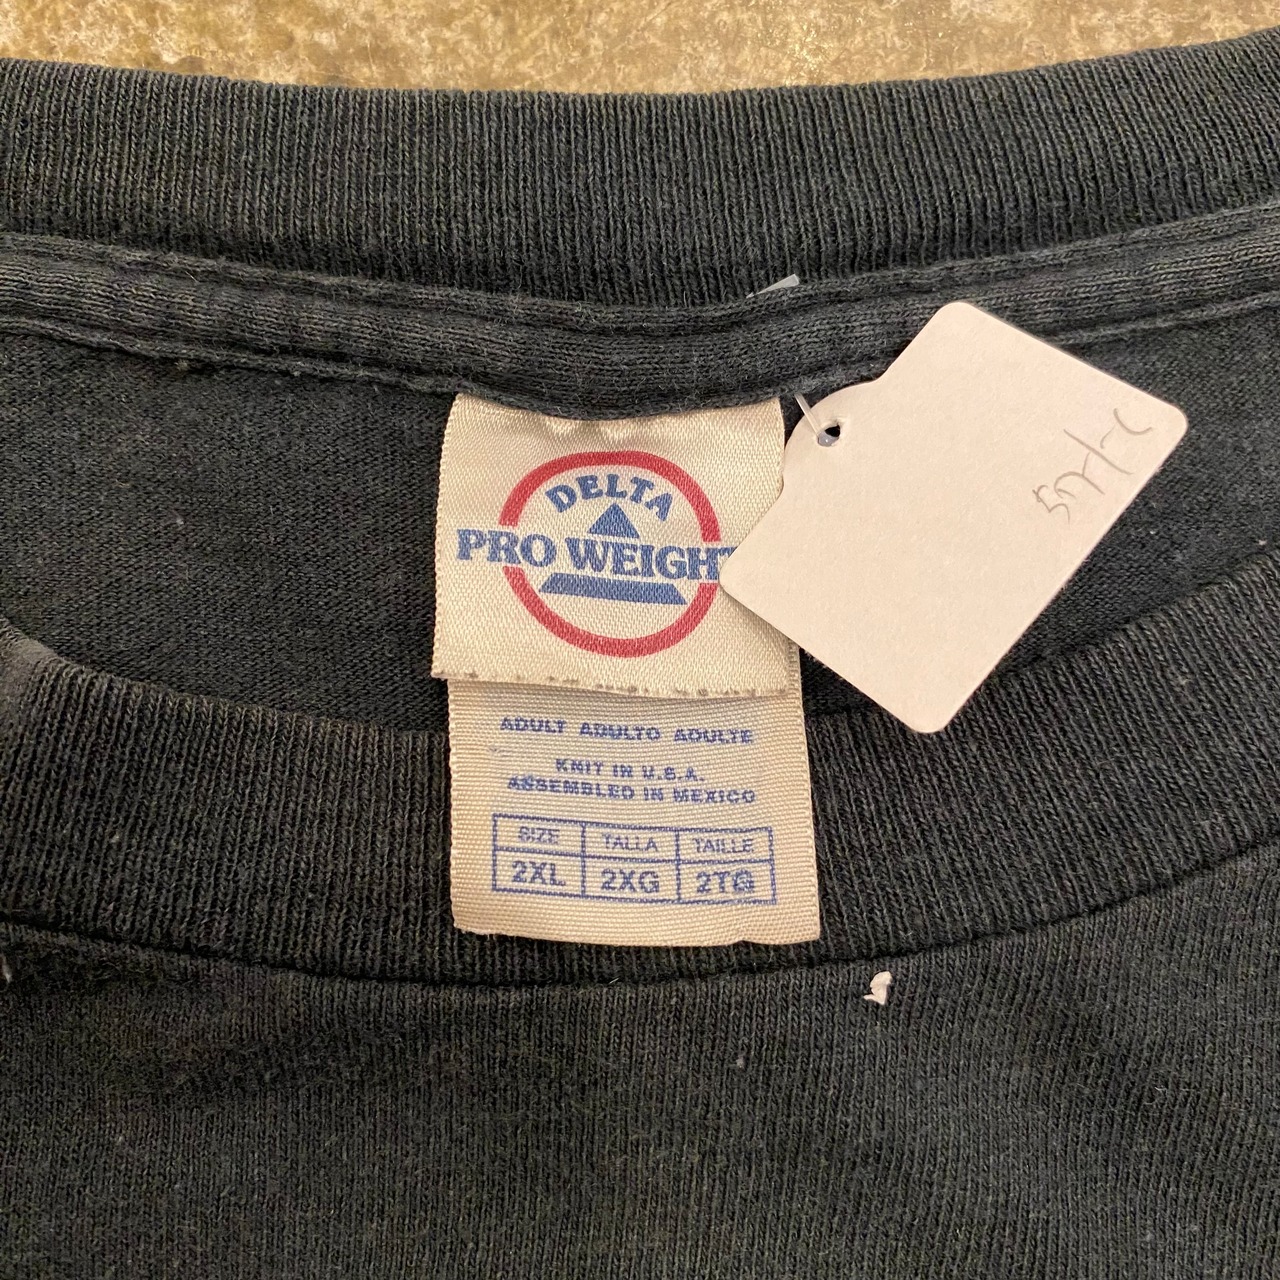 DELTA
PRO WEIGHT
ADULT ADULTO ADULTE
KNIT IN U.S.A.
ASSEMBLED IN MEXICO
SIZE TALLA TAILLE
2XL 2XG 2TG